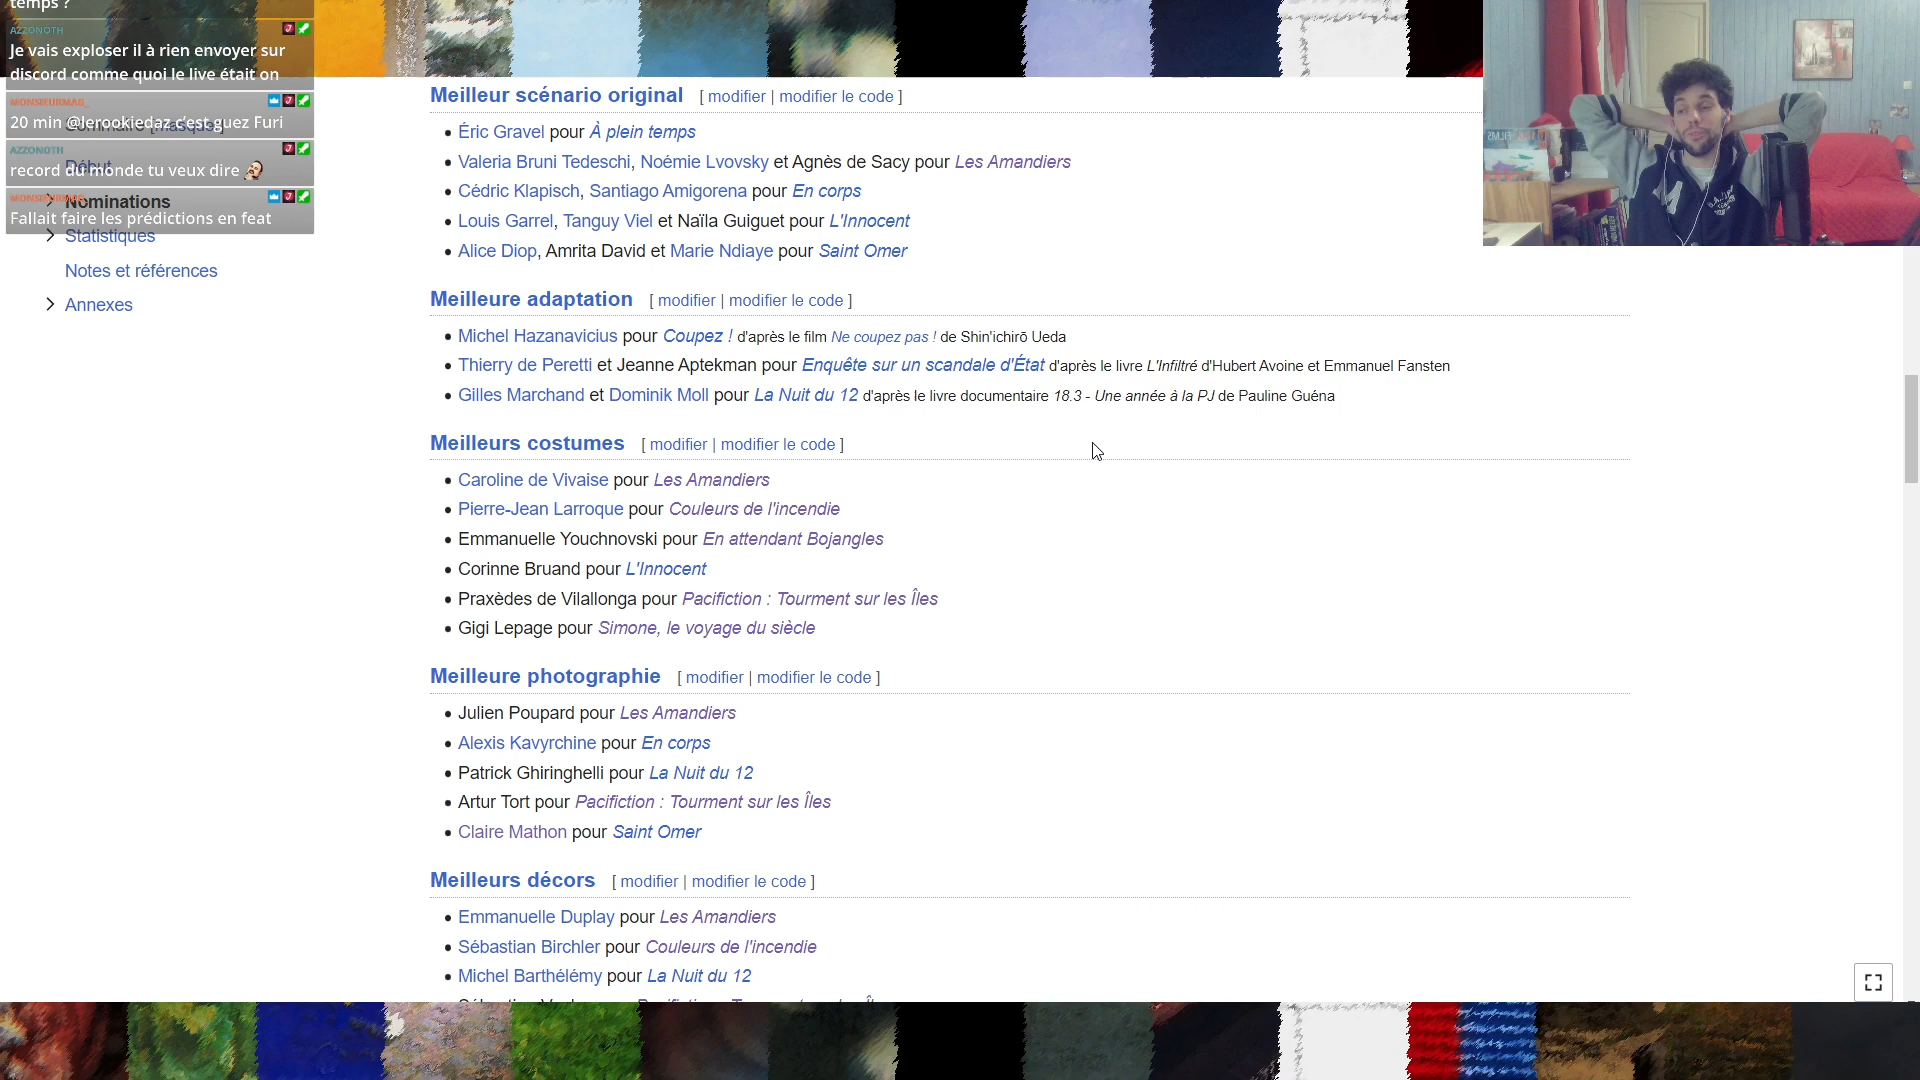 temps ?
AZZONOTH
Je vais exploser il à rien envoyer sur
discord comme quoi le live était on
MONSIEURMAD_
20 min @lerookiedaz c'est guez Furi
AZZONOTH
record du monde tu veux dire
Fallait faire les prédictions en feat
Sommaire [masquer]
Début
Nominations
Statistiques
Notes et références
Annexes
Meilleur scénario original [ modifier | modifier le code ]
Éric Gravel pour À plein temps
Valeria Bruni Tedeschi, Noémie Lvovsky et Agnès de Sacy pour Les Amandiers
Cédric Klapisch, Santiago Amigorena pour En corps
Louis Garrel, Tanguy Viel et Naïla Guiguet pour L'Innocent
Alice Diop, Amrita David et Marie Ndiaye pour Saint Omer
Meilleure adaptation [ modifier | modifier le code ]
Michel Hazanavicius pour Coupez ! d'après le film Ne coupez pas ! de Shin'ichirō Ueda
Thierry de Peretti et Jeanne Aptekman pour Enquête sur un scandale d'État d'après le livre L'Infiltré d'Hubert Avoine et Emmanuel Fansten
Gilles Marchand et Dominik Moll pour La Nuit du 12 d'après le livre documentaire 18.3 - Une année à la PJ de Pauline Guéna
Meilleurs costumes [ modifier | modifier le code ]
Caroline de Vivaise pour Les Amandiers
Pierre-Jean Larroque pour Couleurs de l'incendie
Emmanuelle Youchnovski pour En attendant Bojangles
Corinne Bruand pour L'Innocent
Praxèdes de Vilallonga pour Pacifiction : Tourment sur les Îles
Gigi Lepage pour Simone, le voyage du siècle
Meilleure photographie [ modifier | modifier le code ]
Julien Poupard pour Les Amandiers
Alexis Kavyrchine pour En corps
Patrick Ghiringhelli pour La Nuit du 12
Artur Tort pour Pacifiction : Tourment sur les Îles
Claire Mathon pour Saint Omer
Meilleurs décors [ modifier | modifier le code ]
Emmanuelle Duplay pour Les Amandiers
Sébastian Birchler pour Couleurs de l'incendie
Michel Barthélémy pour La Nuit du 12